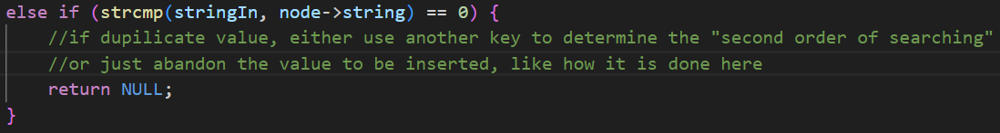 else if (strcmp(stringIn, node->string) == 0) {
//if dupilicate value, either use another key to determine the "second order of searching"
//or just abandon the value to be inserted, like how it is done here
return NULL;
}